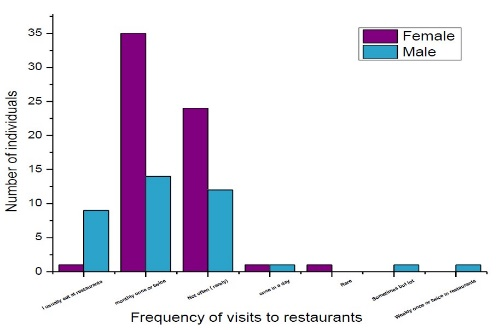 35
30
25
20
15
10
5
0
Number of individuals
Female
Male
I usually eat at restaurants
monthly once or twice
Not often ( rarely)
once in a day
Rare
Sometimes but lot
Weekly once or twice in restaurants
Frequency of visits to restaurants